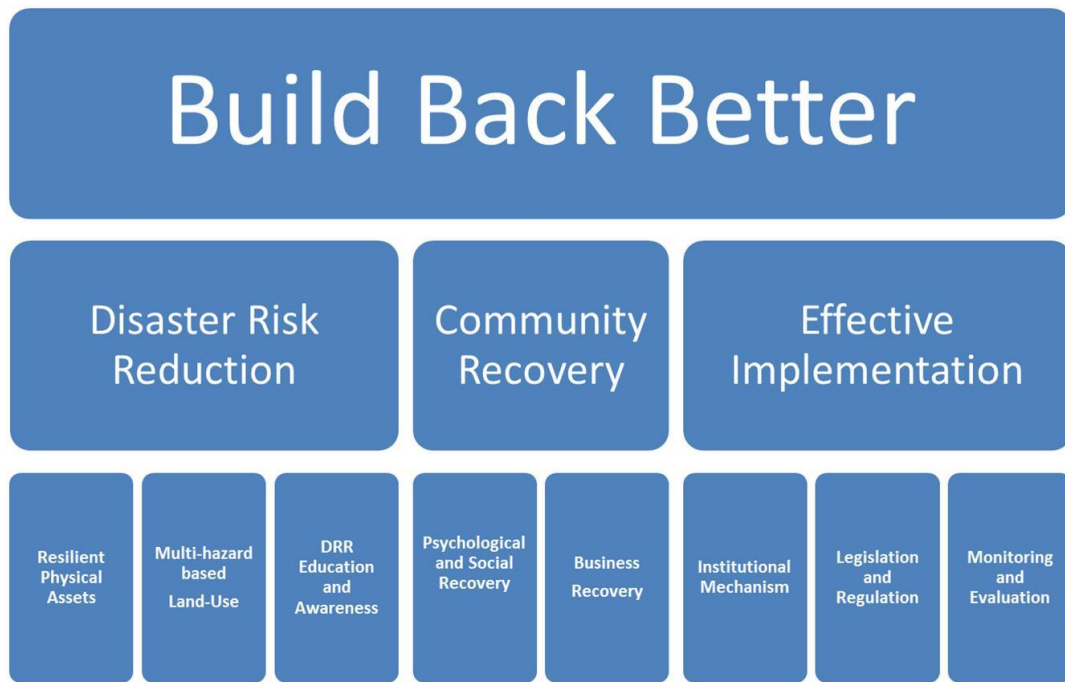 Build Back Better
Disaster Risk
Reduction
Community
Recovery
Effective
Implementation
Resilient
Physical
Assets
Multi-hazard
based
Land-Use
DRR
Education
and
Awareness
Psychological
and Social
Recovery
Business
Recovery
Institutional
Mechanism
Legislation
and
Regulation
Monitoring
and
Evaluation